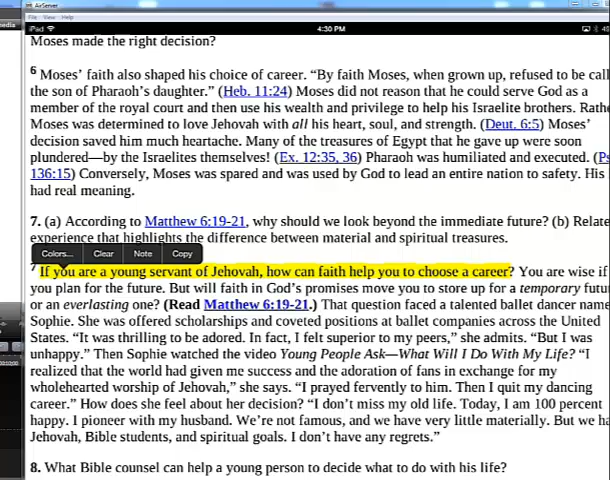 AirServer
File View Help
iPad 4:30 PM
Moses made the right decision?
6 Moses’ faith also shaped his choice of career. “By faith Moses, when grown up, refused to be call
the son of Pharaoh’s daughter.” (Heb. 11:24) Moses did not reason that he could serve God as a
member of the royal court and then use his wealth and privilege to help his Israelite brothers. Rathe
Moses was determined to love Jehovah with all his heart, soul, and strength. (Deut. 6:5) Moses’
decision saved him much heartache. Many of the treasures of Egypt that he gave up were soon
plundered—by the Israelites themselves! (Ex. 12:35, 36) Pharaoh was humiliated and executed. (Ps
136:15) Conversely, Moses was spared and was used by God to lead an entire nation to safety. His
had real meaning.
7. (a) According to Matthew 6:19-21, why should we look beyond the immediate future? (b) Relate
experience that highlights the difference between material and spiritual treasures.
Colors... Clear Note Copy
7 If you are a young servant of Jehovah, how can faith help you to choose a career? You are wise if
you plan for the future. But will faith in God’s promises move you to store up for a temporary futu
or an everlasting one? (Read Matthew 6:19-21.) That question faced a talented ballet dancer name
Sophie. She was offered scholarships and coveted positions at ballet companies across the United
States. “It was thrilling to be adored. In fact, I felt superior to my peers,” she admits. “But I was
unhappy.” Then Sophie watched the video Young People Ask—What Will I Do With My Life? “I
realized that the world had given me success and the adoration of fans in exchange for my
wholehearted worship of Jehovah,” she says. “I prayed fervently to him. Then I quit my dancing
career.” How does she feel about her decision? “I don’t miss my old life. Today, I am 100 percent
happy. I pioneer with my husband. We’re not famous, and we have very little materially. But we ha
Jehovah, Bible students, and spiritual goals. I don’t have any regrets.”
8. What Bible counsel can help a young person to decide what to do with his life?